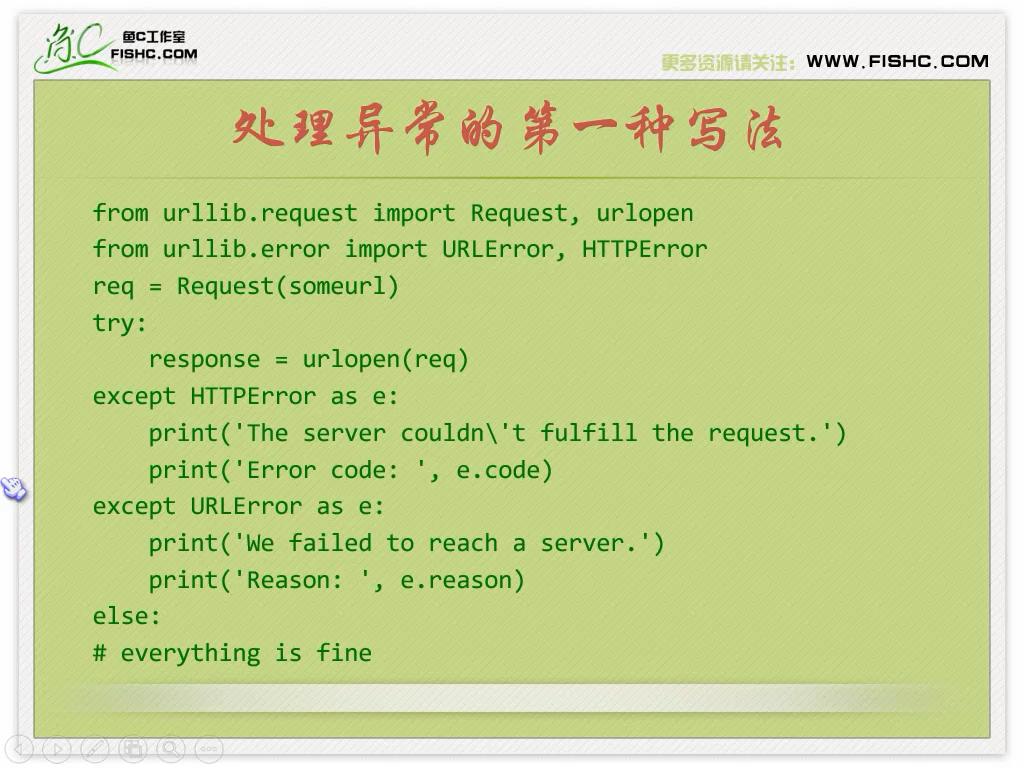 鱼C工作室
FISHC.COM
更多资源请关注：WWW.FISHC.COM
处理异常的第一种写法
from urllib.request import Request, urlopen
from urllib.error import URLError, HTTPError
req = Request(someurl)
try:
    response = urlopen(req)
except HTTPError as e:
    print('The server couldn\'t fulfill the request.')
    print('Error code: ', e.code)
except URLError as e:
    print('We failed to reach a server.')
    print('Reason: ', e.reason)
else:
# everything is fine